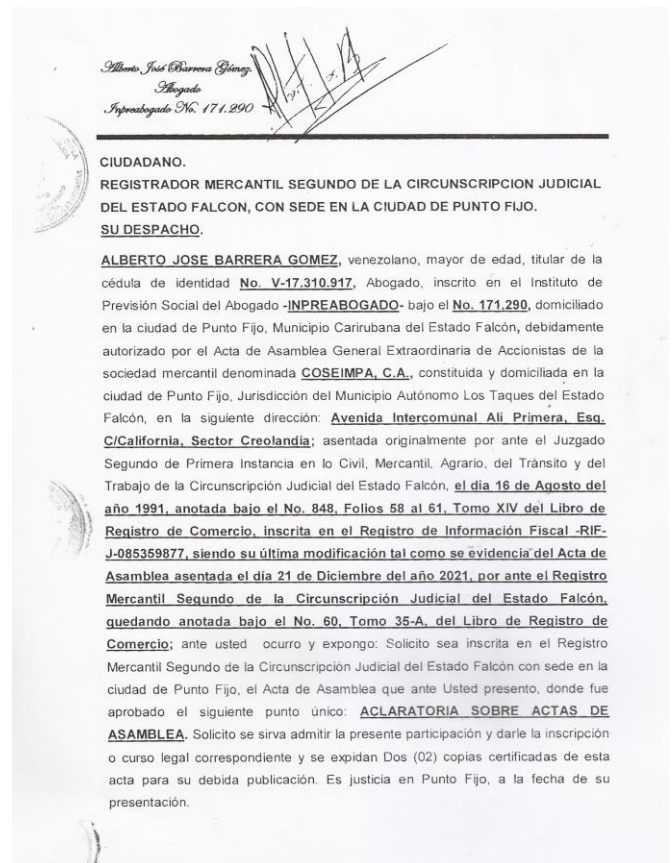 Alberto José Barrera Gómez.
Abogado
Inpreabogado No. 171.290
CIUDADANO.
REGISTRADOR MERCANTIL SEGUNDO DE LA CIRCUNSCRIPCION JUDICIAL
DEL ESTADO FALCON, CON SEDE EN LA CIUDAD DE PUNTO FIJO.
SU DESPACHO.
ALBERTO JOSE BARRERA GOMEZ, venezolano, mayor de edad, titular de la
cédula de identidad No. V-17.310.917, Abogado, inscrito en el Instituto de
Previsión Social del Abogado -INPREABOGADO- bajo el No. 171.290, domiciliado
en la ciudad de Punto Fijo, Municipio Carirubana del Estado Falcón, debidamente
autorizado por el Acta de Asamblea General Extraordinaria de Accionistas de la
sociedad mercantil denominada COSEIMPA, C.A., constituida y domiciliada en la
ciudad de Punto Fijo, Jurisdicción del Municipio Autónomo Los Taques del Estado
Falcón, en la siguiente dirección: Avenida Intercomunal Ali Primera, Esq.
C/California, Sector Creolandia; asentada originalmente por ante el Juzgado
Segundo de Primera Instancia en lo Civil, Mercantil, Agrario, del Tránsito y del
Trabajo de la Circunscripción Judicial del Estado Falcón, el día 16 de Agosto del
año 1991, anotada bajo el No. 848, Folios 58 al 61, Tomo XIV del Libro de
Registro de Comercio, inscrita en el Registro de Información Fiscal -RIF-
J-085359877, siendo su última modificación tal como se evidencia del Acta de
Asamblea asentada el día 21 de Diciembre del año 2021, por ante el Registro
Mercantil Segundo de la Circunscripción Judicial del Estado Falcón,
quedando anotada bajo el No. 60, Tomo 35-A, del Libro de Registro de
Comercio; ante usted ocurro y expongo: Solicito sea inscrita en el Registro
Mercantil Segundo de la Circunscripción Judicial del Estado Falcón con sede en la
ciudad de Punto Fijo, el Acta de Asamblea que ante Usted presento, donde fue
aprobado el siguiente punto único: ACLARATORIA SOBRE ACTAS DE
ASAMBLEA. Solicito se sirva admitir la presente participación y darle la inscripción
o curso legal correspondiente y se expidan Dos (02) copias certificadas de esta
acta para su debida publicación. Es justicia en Punto Fijo, a la fecha de su
presentación.